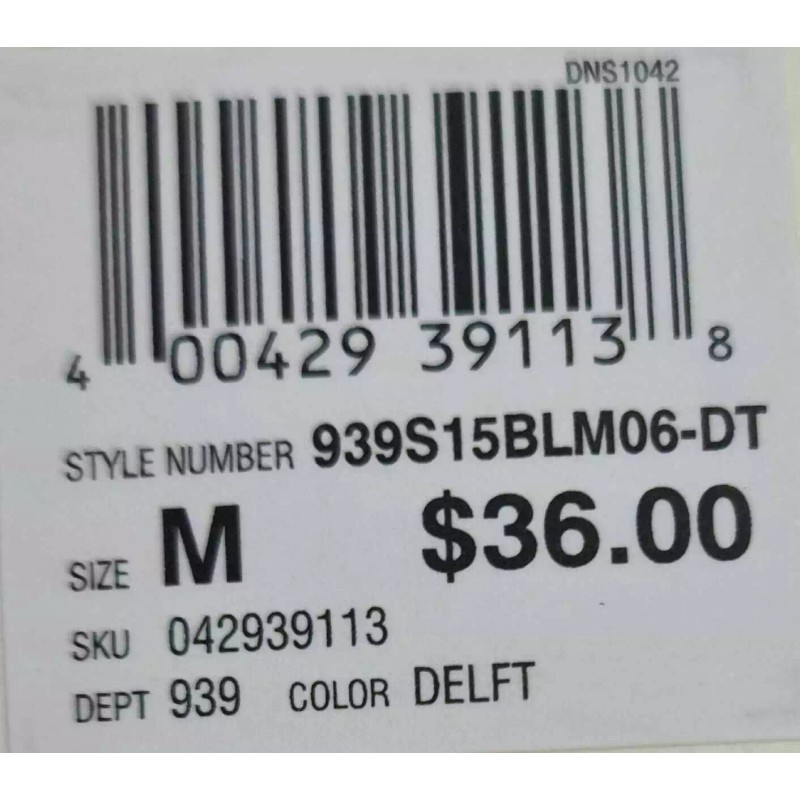 DNS1042
4 00429 39113 8
STYLE NUMBER 939S15BLM06-DT
SIZE M $36.00
SKU 042939113
DEPT 939 COLOR DELFT